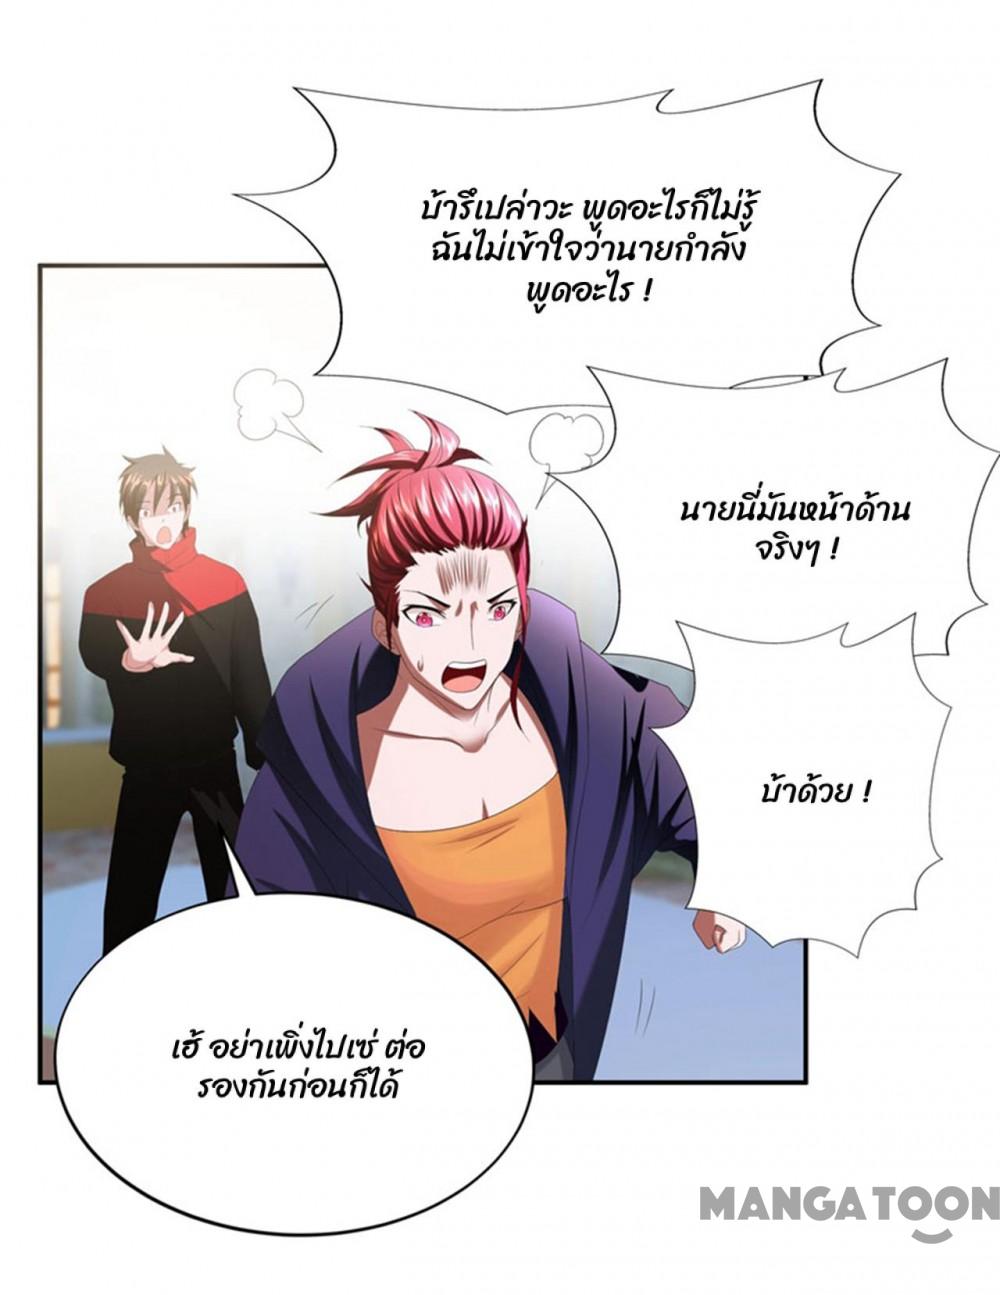 บ้ารึเปล่าวะ พูดอะไรก็ไม่รู้
ฉันไม่เข้าใจว่านายกำลัง
พูดอะไร !
นายนี่มันหน้าด้าน
จริงๆ !
บ้าด้วย !
เฮ้ อย่าเพิ่งไปเซ่ ต่อ
รองกันก่อนก็ได้
MANGATOON